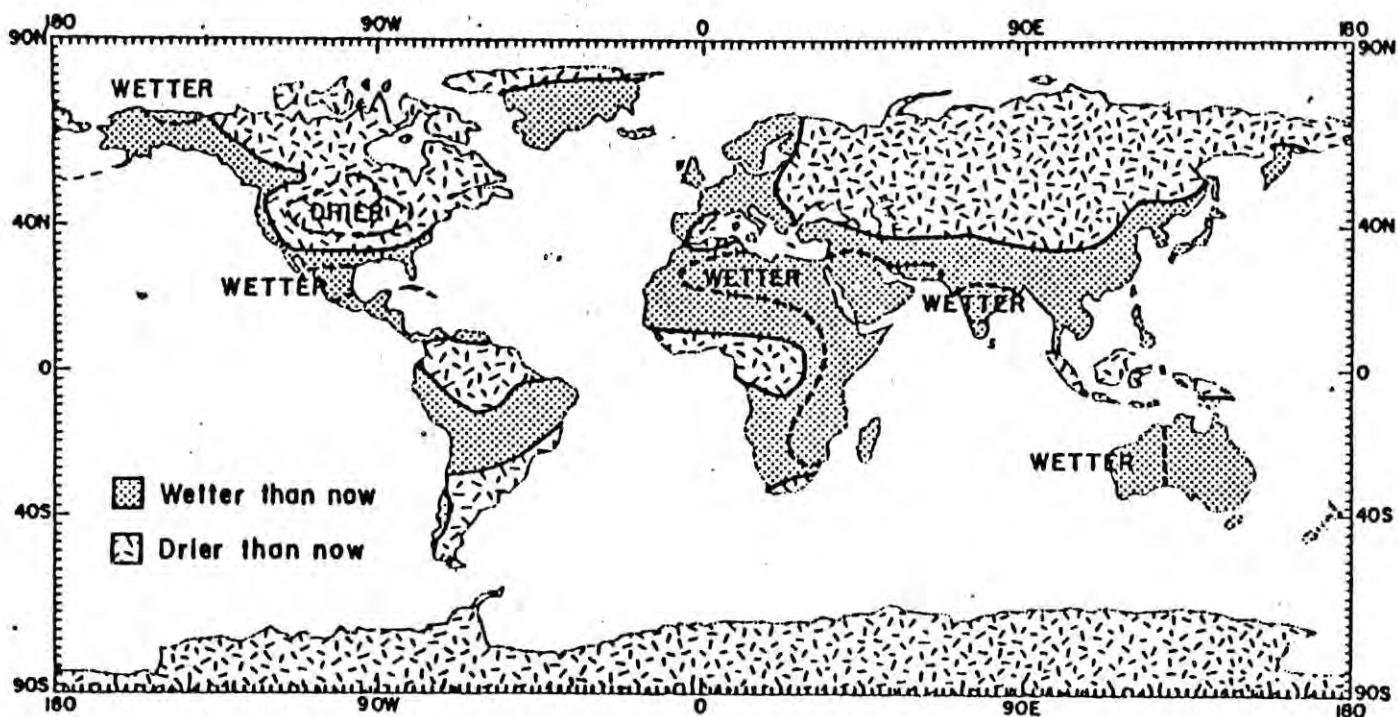 180 90W 0 90E 180
90N 90N
WETTER
DRIER
40N 40N
WETTER WETTER WETTER
0 0
WETTER
Wetter than now
40S 40S
Drier than now
90S 90S
180 90W 0 90E 180